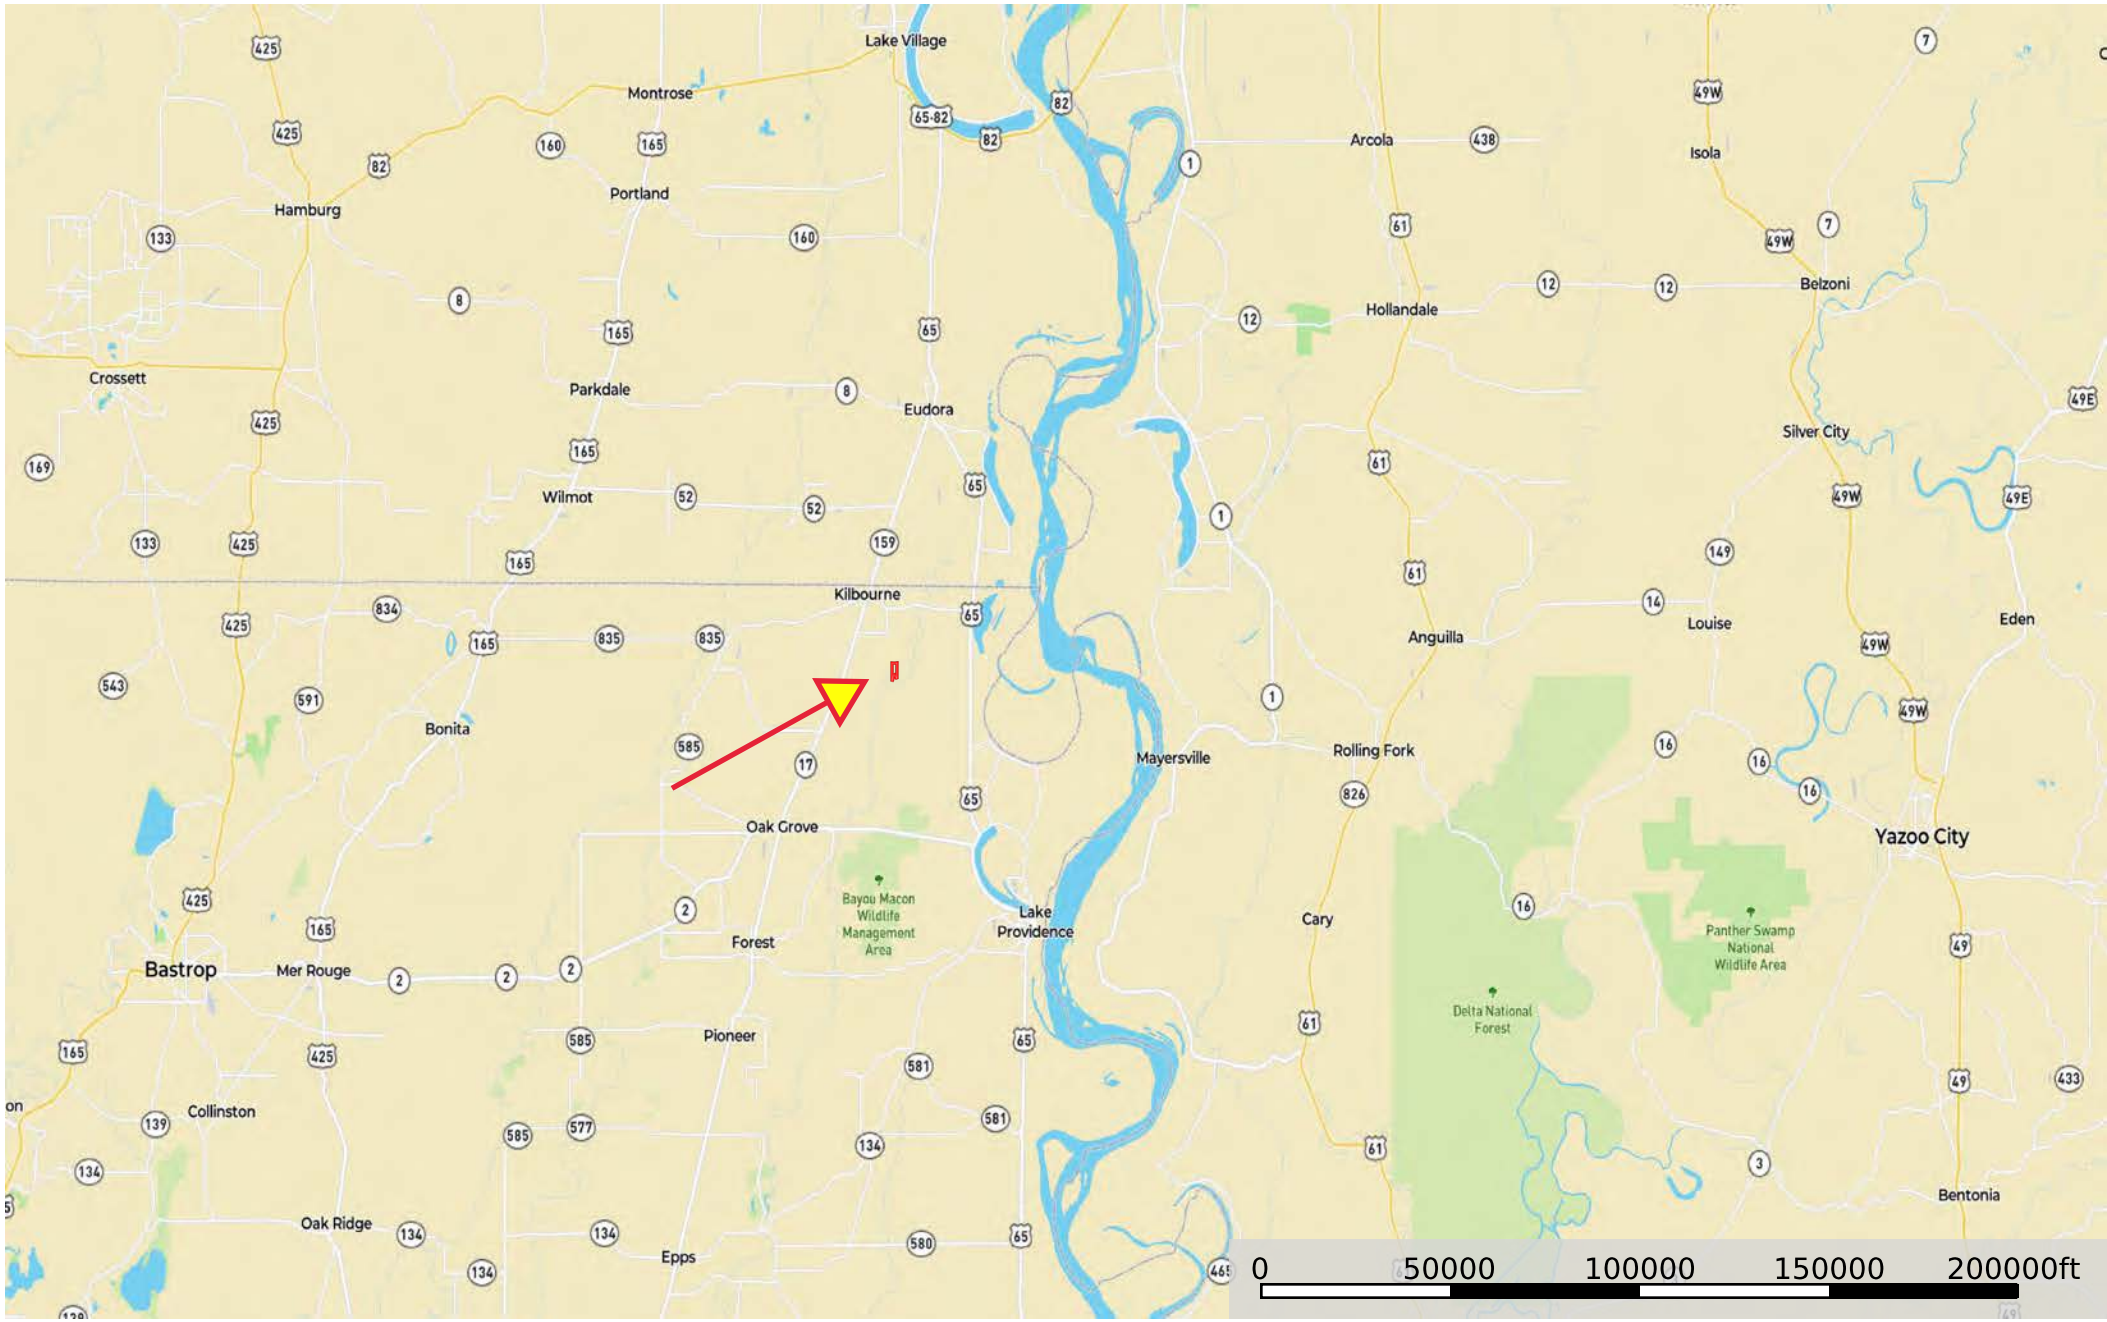 425
Lake Village
7
Montrose
82
49W
65-82
425
160
165
82
1
Arcola
438
Isola
82
Portland
Hamburg
133
160
61
7
49W
8
12
12
Belzoni
165
65
12
Hollandale
Crossett
Parkdale
8
Eudora
49E
425
165
61
Silver City
169
Wilmot
52
52
65
1
49W
49E
133
425
159
165
61
149
834
Kilbourne
65
14
Louise
Eden
425
165
835
835
Anguilla
49W
543
591
1
49W
Bonita
585
17
Mayersville
Rolling Fork
16
16
65
826
16
Oak Grove
Yazoo City
425
Bayou Macon
Wildlife
Management
Area
2
Lake
Providence
16
Cary
165
Forest
Panther Swamp
National
Wildlife Area
49
Bastrop
Mer Rouge
2
2
2
Delta National
Forest
165
425
585
Pioneer
65
61
581
49
433
on
139
Collinston
585
577
581
134
61
134
3
5
Oak Ridge
134
134
580
65
Bentonia
Epps
134
465
61
0 50000 100000 150000 200000ft
139
49